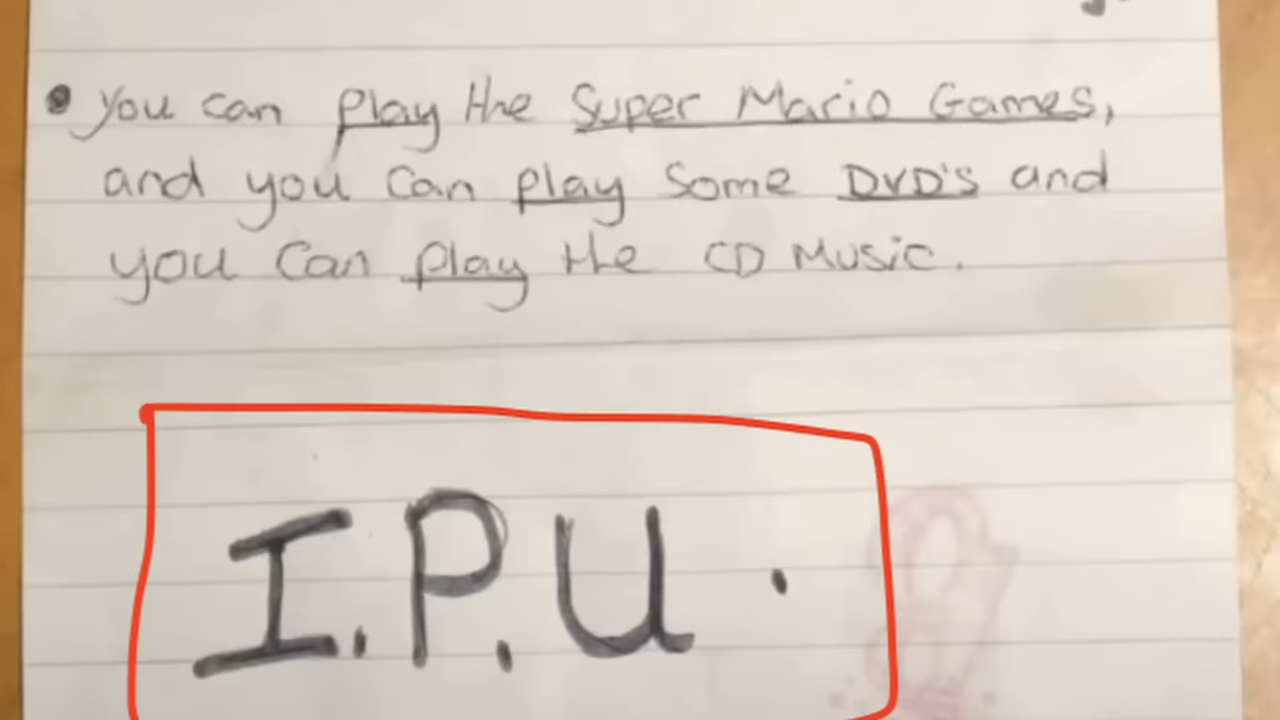 • You can play the Super Mario Games,
and you can play some DVD's and
you can play the CD Music.
I.P.U.